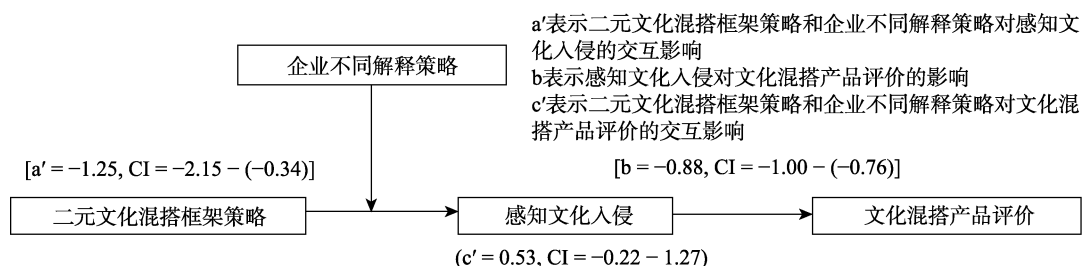 a′表示二元文化混搭框架策略和企业不同解释策略对感知文
化入侵的交互影响
b表示感知文化入侵对文化混搭产品评价的影响
c′表示二元文化混搭框架策略和企业不同解释策略对文化混
搭产品评价的交互影响
企业不同解释策略
[a′ = −1.25, CI = −2.15 − (−0.34)]
[b = −0.88, CI = −1.00 − (−0.76)]
二元文化混搭框架策略
感知文化入侵
文化混搭产品评价
(c′ = 0.53, CI = −0.22 − 1.27)